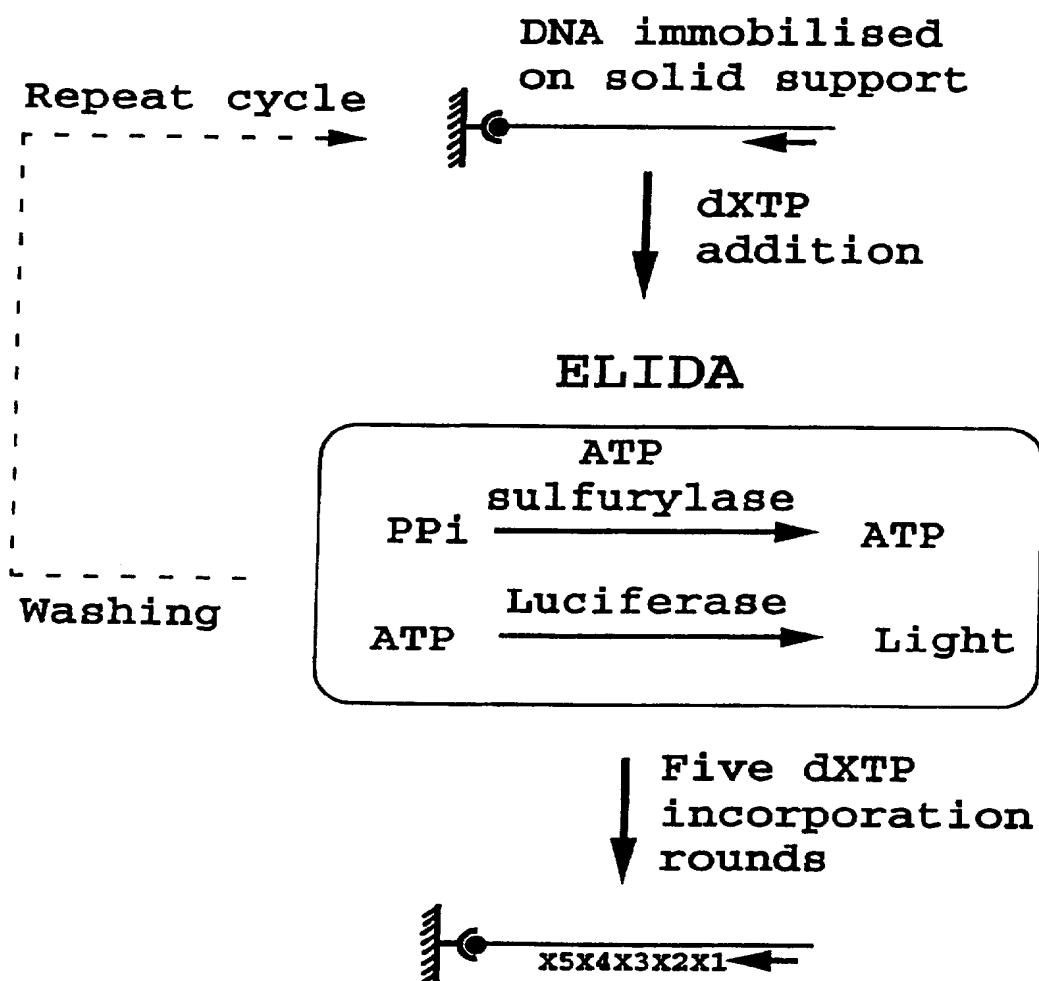 DNA immobilised
on solid support
Repeat cycle
dXTP
addition
ELIDA
ATP
sulfurylase
PPi
ATP
Washing
Luciferase
ATP
Light
Five dXTP
incorporation
rounds
X5X4X3X2X1